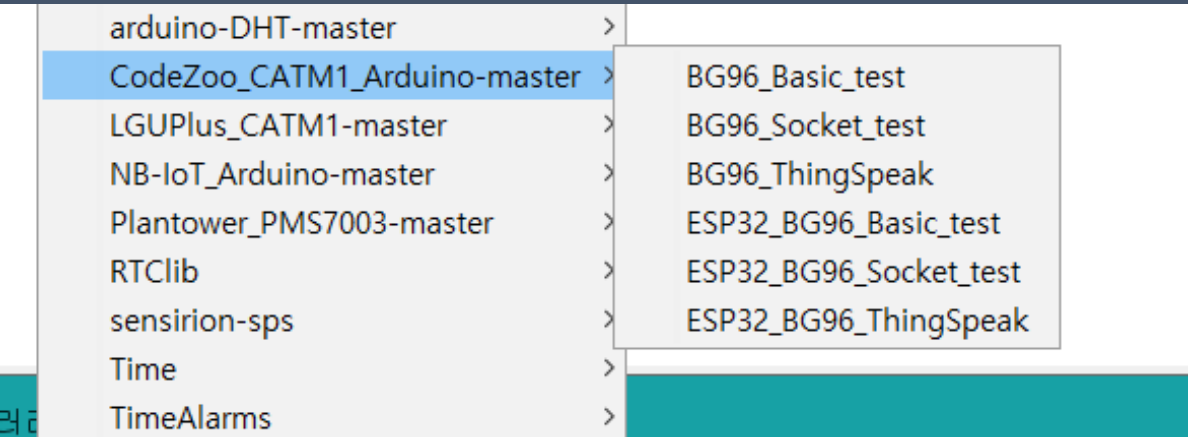 arduino-DHT-master
CodeZoo_CATM1_Arduino-master
LGUPlus_CATM1-master
NB-IoT_Arduino-master
Plantower_PMS7003-master
RTClib
sensirion-sps
Time
TimeAlarms
BG96_Basic_test
BG96_Socket_test
BG96_ThingSpeak
ESP32_BG96_Basic_test
ESP32_BG96_Socket_test
ESP32_BG96_ThingSpeak